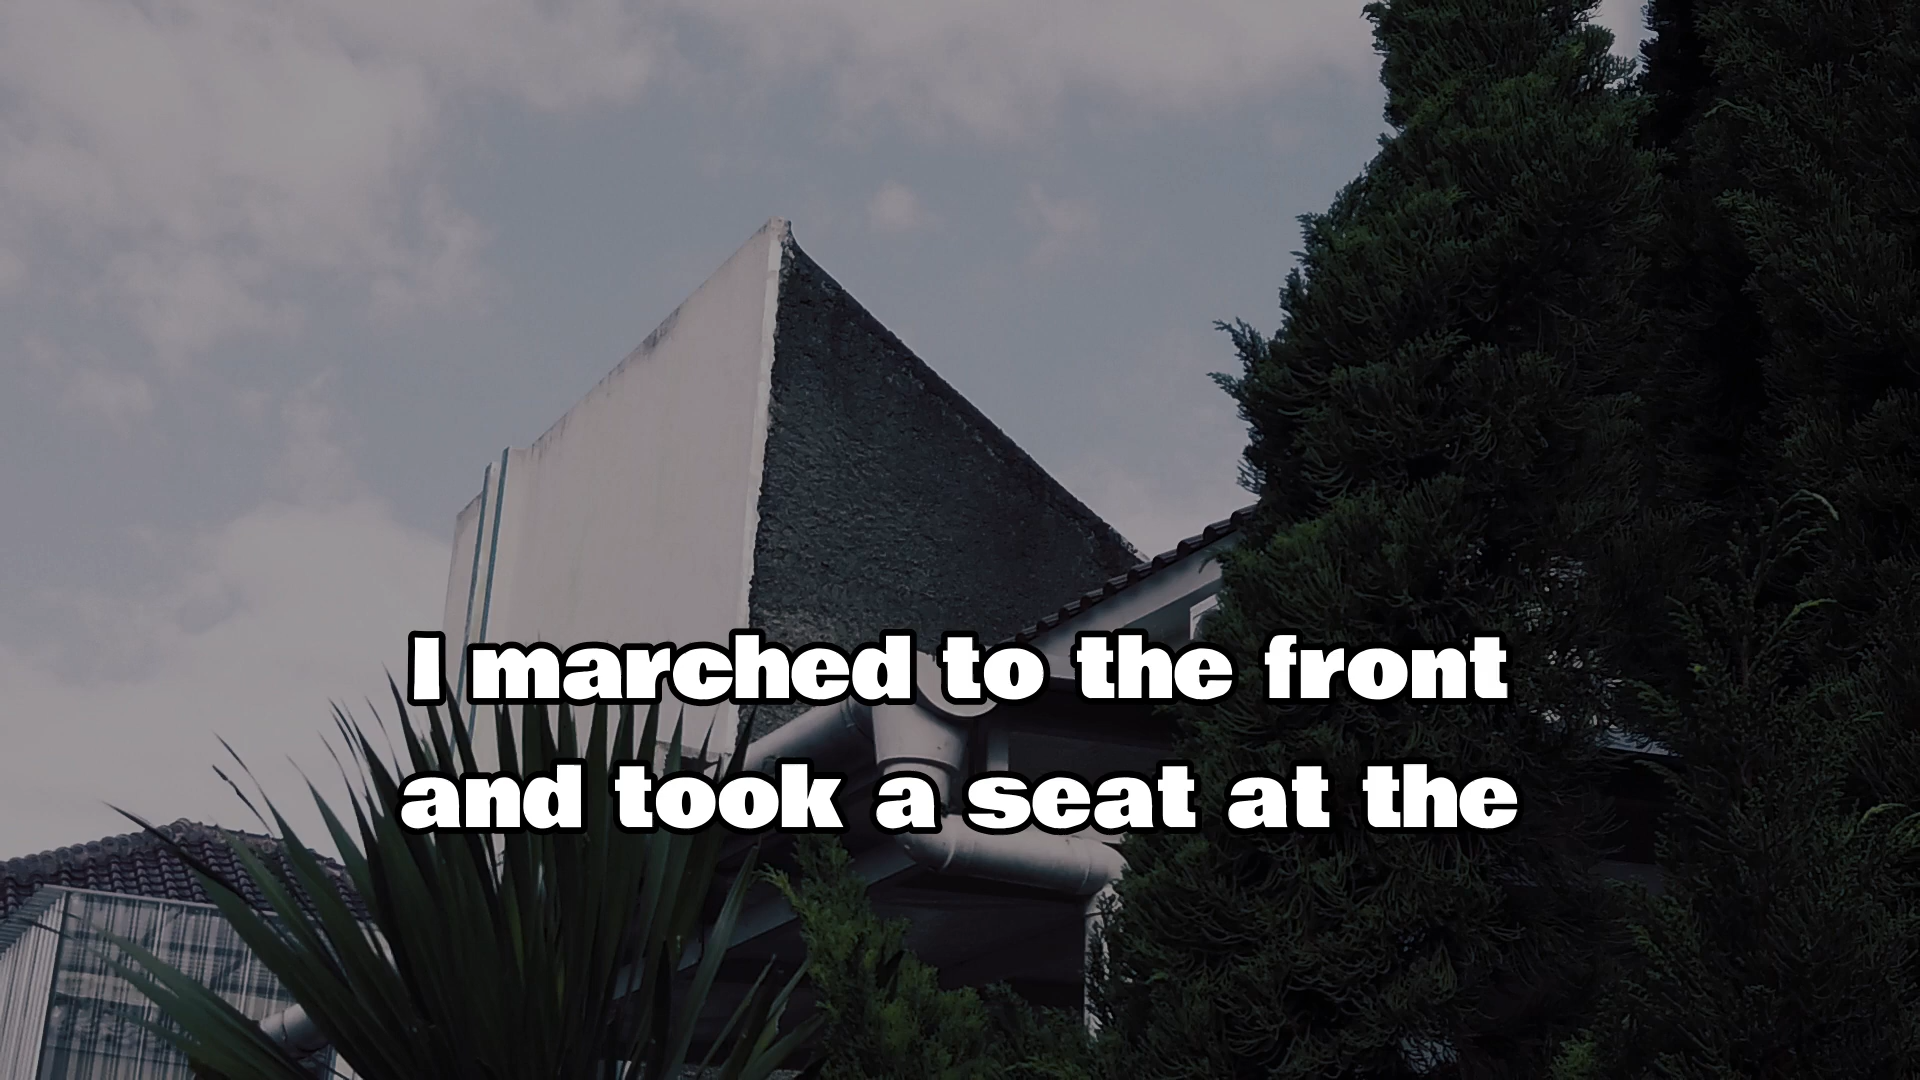 I marched to the front
and took a seat at the